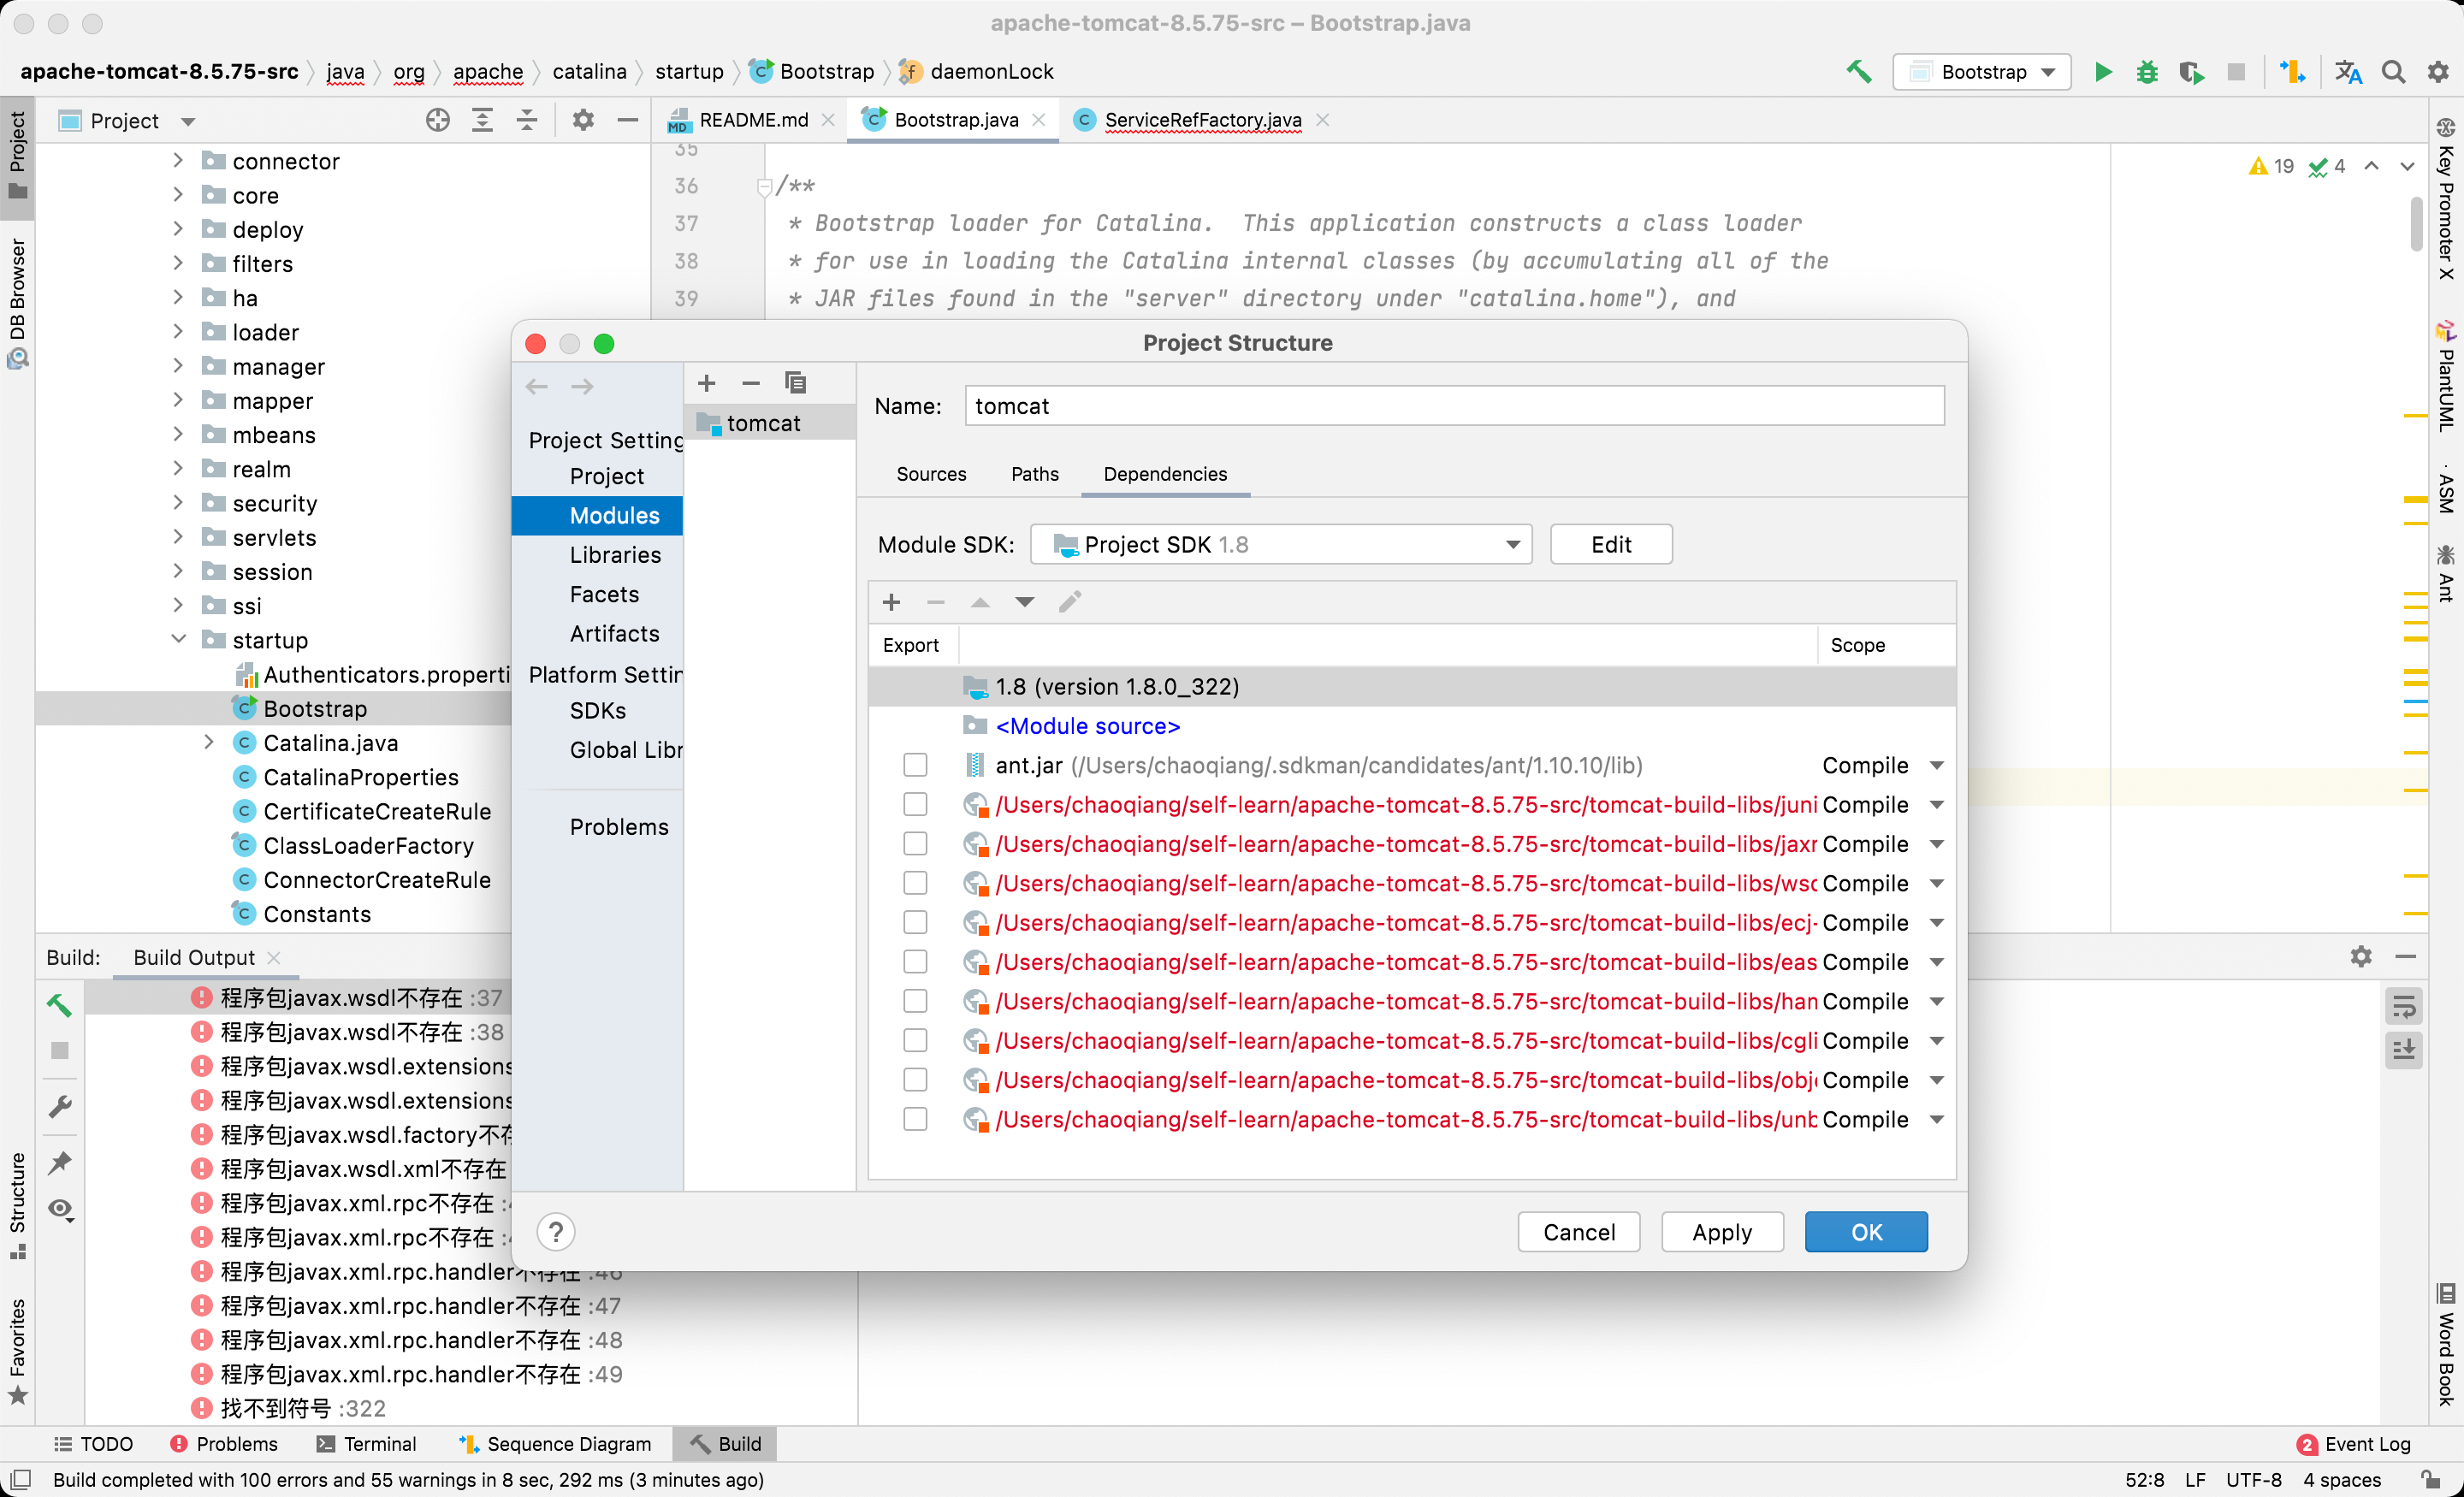 apache-tomcat-8.5.75-src – Bootstrap.java
apache-tomcat-8.5.75-src java org apache catalina startup Bootstrap daemonLock
Bootstrap
Project
README.md
Bootstrap.java
ServiceRefFactory.java
Project
DB Browser
Structure
Favorites
connector
core
deploy
filters
ha
loader
manager
mapper
mbeans
realm
security
servlets
session
ssi
startup
Authenticators.properti
Bootstrap
Catalina.java
CatalinaProperties
CertificateCreateRule
ClassLoaderFactory
ConnectorCreateRule
Constants
35
36 /**
37 * Bootstrap loader for Catalina.  This application constructs a class loader
38 * for use in loading the Catalina internal classes (by accumulating all of the
39 * JAR files found in the "server" directory under "catalina.home"), and
19 4
Key Promoter X
PlantUML
ASM
Ant
Word Book
Project Structure
Project Setting
Project
Modules
Libraries
Facets
Artifacts
Platform Settin
SDKs
Global Libr
Problems
tomcat
Name: tomcat
Sources Paths Dependencies
Module SDK: Project SDK 1.8 Edit
Export Scope
1.8 (version 1.8.0_322)
<Module source>
ant.jar (/Users/chaoqiang/.sdkman/candidates/ant/1.10.10/lib) Compile
/Users/chaoqiang/self-learn/apache-tomcat-8.5.75-src/tomcat-build-libs/juni Compile
/Users/chaoqiang/self-learn/apache-tomcat-8.5.75-src/tomcat-build-libs/jaxr Compile
/Users/chaoqiang/self-learn/apache-tomcat-8.5.75-src/tomcat-build-libs/wsc Compile
/Users/chaoqiang/self-learn/apache-tomcat-8.5.75-src/tomcat-build-libs/ecj- Compile
/Users/chaoqiang/self-learn/apache-tomcat-8.5.75-src/tomcat-build-libs/eas Compile
/Users/chaoqiang/self-learn/apache-tomcat-8.5.75-src/tomcat-build-libs/han Compile
/Users/chaoqiang/self-learn/apache-tomcat-8.5.75-src/tomcat-build-libs/cgli Compile
/Users/chaoqiang/self-learn/apache-tomcat-8.5.75-src/tomcat-build-libs/obj Compile
/Users/chaoqiang/self-learn/apache-tomcat-8.5.75-src/tomcat-build-libs/unb Compile
? Cancel Apply OK
Build: Build Output
程序包javax.wsdl不存在 :37
程序包javax.wsdl不存在 :38
程序包javax.wsdl.extensions
程序包javax.wsdl.extensions
程序包javax.wsdl.factory不存
程序包javax.wsdl.xml不存在
程序包javax.xml.rpc不存在
程序包javax.xml.rpc不存在
程序包javax.xml.rpc.handler不存在 :46
程序包javax.xml.rpc.handler不存在 :47
程序包javax.xml.rpc.handler不存在 :48
程序包javax.xml.rpc.handler不存在 :49
找不到符号 :322
TODO Problems Terminal Sequence Diagram Build 2 Event Log
Build completed with 100 errors and 55 warnings in 8 sec, 292 ms (3 minutes ago) 52:8 LF UTF-8 4 spaces